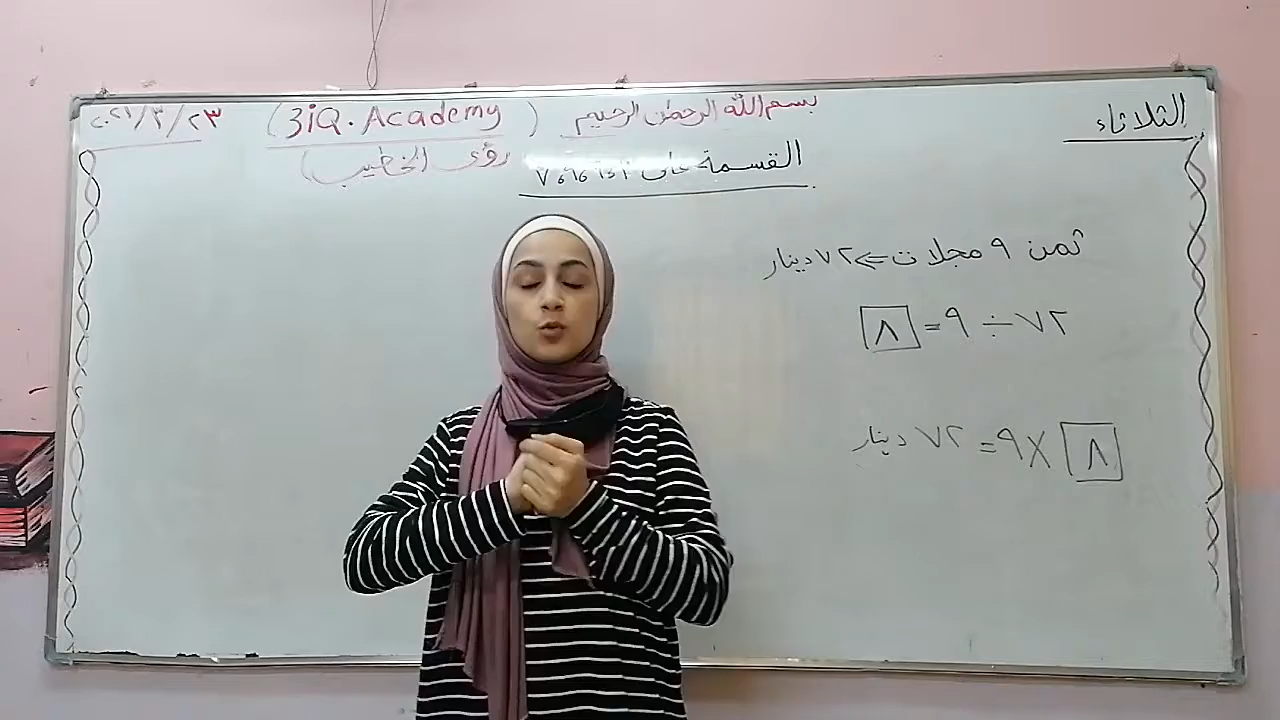 الثلاثاء
بسم الله الرحمن الرحيم
(3iQ. Academy)
٢٠٢١/٣/٢٣
القسمة على
٧
رؤى الخطيب)
ثمن ٩ مجلات ⇐ ٧٢ دينار
٧٢ ÷ ٩ = ٨
٨ × ٩ = ٧٢ دينار